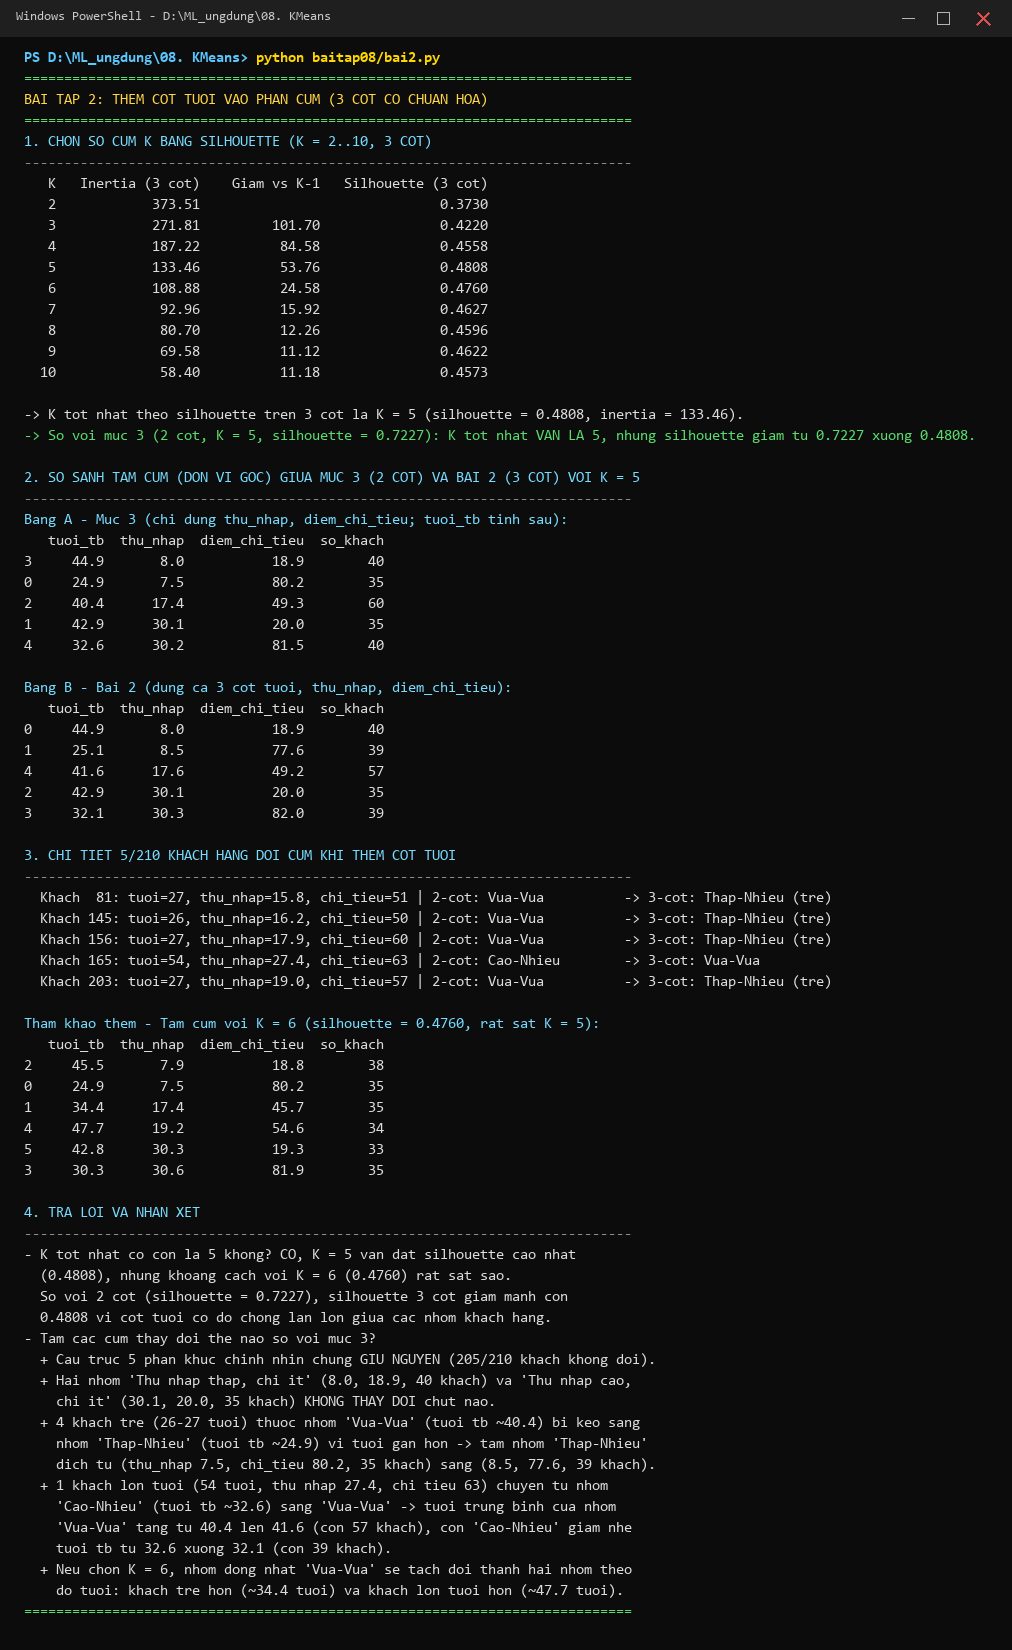 Windows PowerShell - D:\ML_ungdung\08. KMeans
PS D:\ML_ungdung\08. KMeans> python baitap08/bai2.py
============================================================================
BAI TAP 2: THEM COT TUOI VAO PHAN CUM (3 COT CO CHUAN HOA)
============================================================================
1. CHON SO CUM K BANG SILHOUETTE (K = 2..10, 3 COT)
----------------------------------------------------------------------------
   K   Inertia (3 cot)    Giam vs K-1   Silhouette (3 cot)
   2            373.51                              0.3730
   3            271.81         101.70               0.4220
   4            187.22          84.58               0.4558
   5            133.46          53.76               0.4808
   6            108.88          24.58               0.4760
   7             92.96          15.92               0.4627
   8             80.70          12.26               0.4596
   9             69.58          11.12               0.4622
  10             58.40          11.18               0.4573
-> K tot nhat theo silhouette tren 3 cot la K = 5 (silhouette = 0.4808, inertia = 133.46).
-> So voi muc 3 (2 cot, K = 5, silhouette = 0.7227): K tot nhat VAN LA 5, nhung silhouette giam tu 0.7227 xuong 0.4808.
2. SO SANH TAM CUM (DON VI GOC) GIUA MUC 3 (2 COT) VA BAI 2 (3 COT) VOI K = 5
----------------------------------------------------------------------------
Bang A - Muc 3 (chi dung thu_nhap, diem_chi_tieu; tuoi_tb tinh sau):
   tuoi_tb  thu_nhap  diem_chi_tieu  so_khach
3     44.9       8.0           18.9        40
0     24.9       7.5           80.2        35
2     40.4      17.4           49.3        60
1     42.9      30.1           20.0        35
4     32.6      30.2           81.5        40
Bang B - Bai 2 (dung ca 3 cot tuoi, thu_nhap, diem_chi_tieu):
   tuoi_tb  thu_nhap  diem_chi_tieu  so_khach
0     44.9       8.0           18.9        40
1     25.1       8.5           77.6        39
4     41.6      17.6           49.2        57
2     42.9      30.1           20.0        35
3     32.1      30.3           82.0        39
3. CHI TIET 5/210 KHACH HANG DOI CUM KHI THEM COT TUOI
----------------------------------------------------------------------------
  Khach  81: tuoi=27, thu_nhap=15.8, chi_tieu=51 | 2-cot: Vua-Vua          -> 3-cot: Thap-Nhieu (tre)
  Khach 145: tuoi=26, thu_nhap=16.2, chi_tieu=50 | 2-cot: Vua-Vua          -> 3-cot: Thap-Nhieu (tre)
  Khach 156: tuoi=27, thu_nhap=17.9, chi_tieu=60 | 2-cot: Vua-Vua          -> 3-cot: Thap-Nhieu (tre)
  Khach 165: tuoi=54, thu_nhap=27.4, chi_tieu=63 | 2-cot: Cao-Nhieu        -> 3-cot: Vua-Vua
  Khach 203: tuoi=27, thu_nhap=19.0, chi_tieu=57 | 2-cot: Vua-Vua          -> 3-cot: Thap-Nhieu (tre)
Tham khao them - Tam cum voi K = 6 (silhouette = 0.4760, rat sat K = 5):
   tuoi_tb  thu_nhap  diem_chi_tieu  so_khach
2     45.5       7.9           18.8        38
0     24.9       7.5           80.2        35
1     34.4      17.4           45.7        35
4     47.7      19.2           54.6        34
5     42.8      30.3           19.3        33
3     30.3      30.6           81.9        35
4. TRA LOI VA NHAN XET
----------------------------------------------------------------------------
- K tot nhat co con la 5 khong? CO, K = 5 van dat silhouette cao nhat
  (0.4808), nhung khoang cach voi K = 6 (0.4760) rat sat sao.
  So voi 2 cot (silhouette = 0.7227), silhouette 3 cot giam manh con
  0.4808 vi cot tuoi co do chong lan lon giua cac nhom khach hang.
- Tam cac cum thay doi the nao so voi muc 3?
  + Cau truc 5 phan khuc chinh nhin chung GIU NGUYEN (205/210 khach khong doi).
  + Hai nhom 'Thu nhap thap, chi it' (8.0, 18.9, 40 khach) va 'Thu nhap cao,
    chi it' (30.1, 20.0, 35 khach) KHONG THAY DOI chut nao.
  + 4 khach tre (26-27 tuoi) thuoc nhom 'Vua-Vua' (tuoi tb ~40.4) bi keo sang
    nhom 'Thap-Nhieu' (tuoi tb ~24.9) vi tuoi gan hon -> tam nhom 'Thap-Nhieu'
    dich tu (thu_nhap 7.5, chi_tieu 80.2, 35 khach) sang (8.5, 77.6, 39 khach).
  + 1 khach lon tuoi (54 tuoi, thu nhap 27.4, chi tieu 63) chuyen tu nhom
    'Cao-Nhieu' (tuoi tb ~32.6) sang 'Vua-Vua' -> tuoi trung binh cua nhom
    'Vua-Vua' tang tu 40.4 len 41.6 (con 57 khach), con 'Cao-Nhieu' giam nhe
    tuoi tb tu 32.6 xuong 32.1 (con 39 khach).
  + Neu chon K = 6, nhom dong nhat 'Vua-Vua' se tach doi thanh hai nhom theo
    do tuoi: khach tre hon (~34.4 tuoi) va khach lon tuoi hon (~47.7 tuoi).
============================================================================